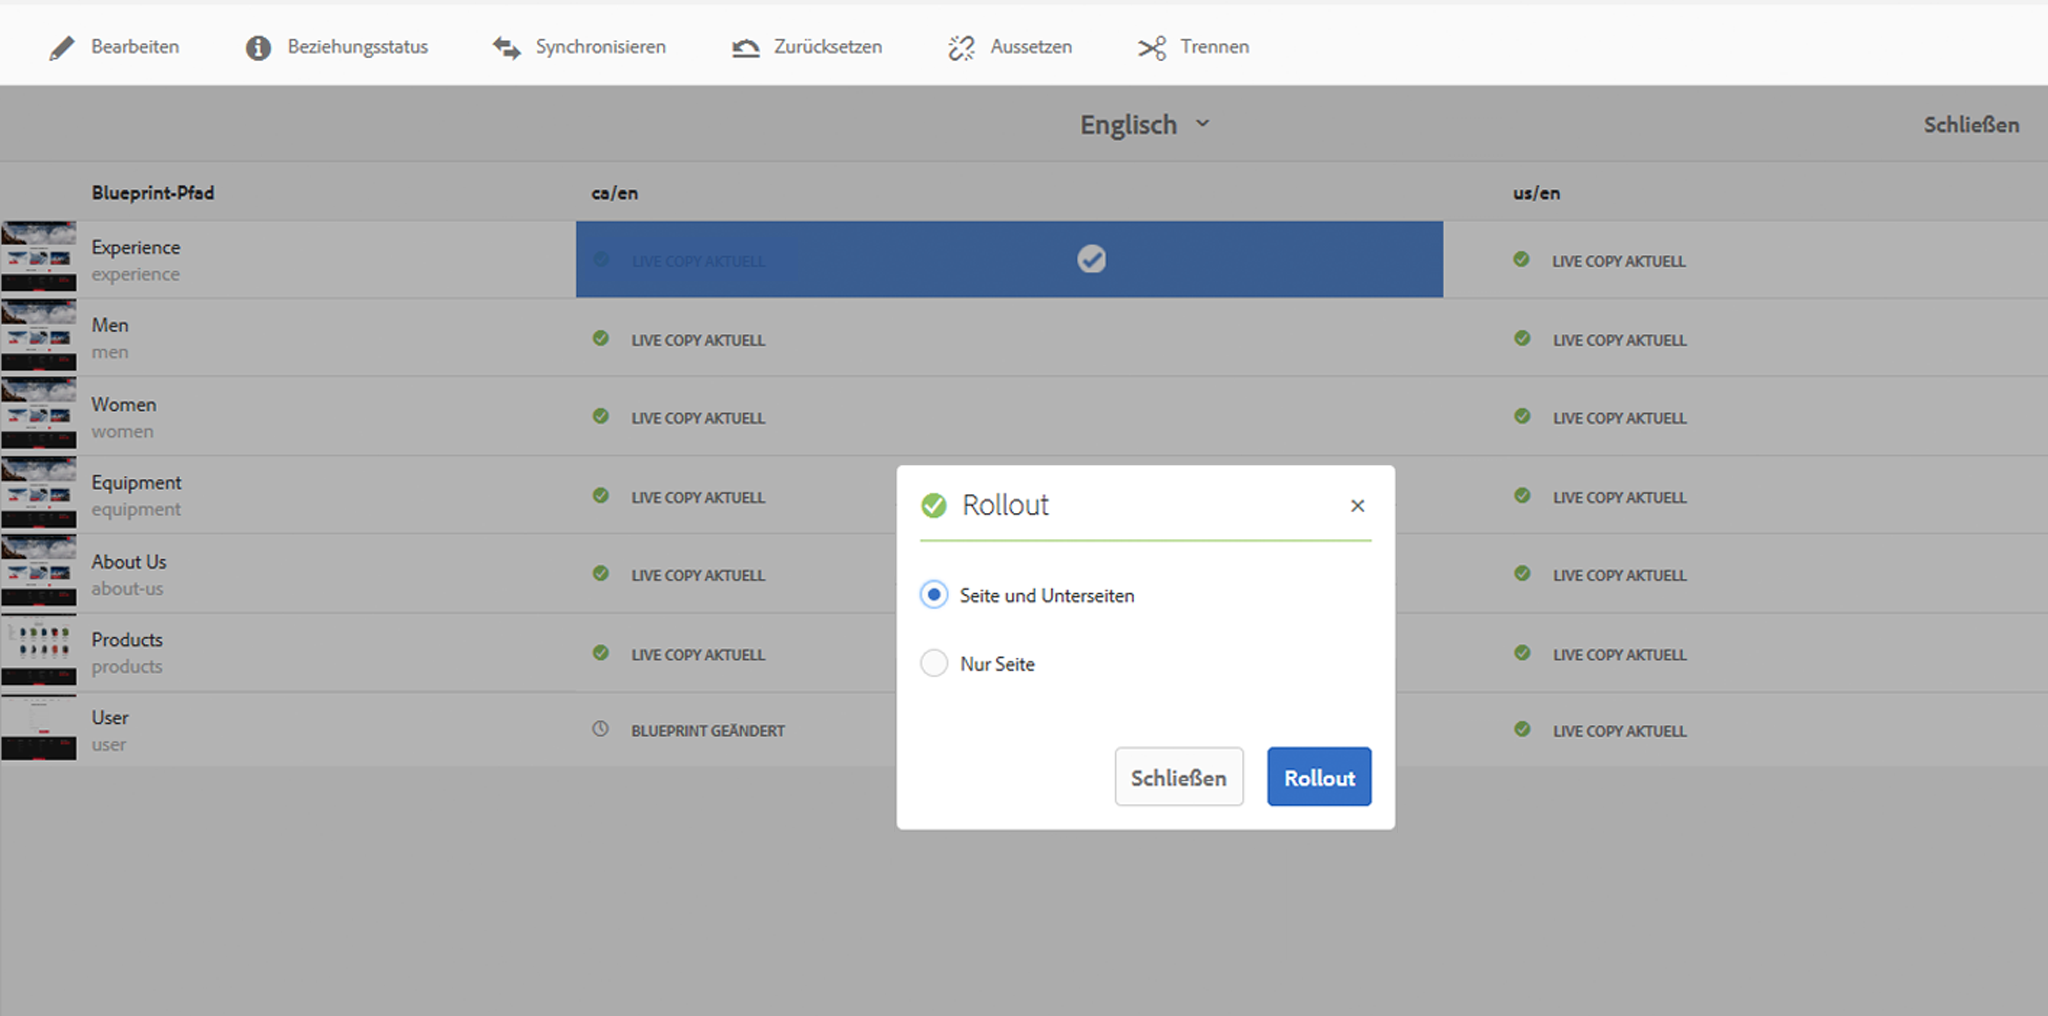 Bearbeiten Beziehungsstatus Synchronisieren Zurücksetzen Aussetzen Trennen
Englisch Schließen
Blueprint-Pfad ca/en us/en
Experience
experience
LIVE COPY AKTUELL LIVE COPY AKTUELL
Men
men
LIVE COPY AKTUELL LIVE COPY AKTUELL
Women
women
LIVE COPY AKTUELL LIVE COPY AKTUELL
Equipment
equipment
LIVE COPY AKTUELL LIVE COPY AKTUELL
About Us
about-us
LIVE COPY AKTUELL LIVE COPY AKTUELL
Products
products
LIVE COPY AKTUELL LIVE COPY AKTUELL
User
user
BLUEPRINT GEÄNDERT LIVE COPY AKTUELL
Rollout
Seite und Unterseiten
Nur Seite
Schließen Rollout